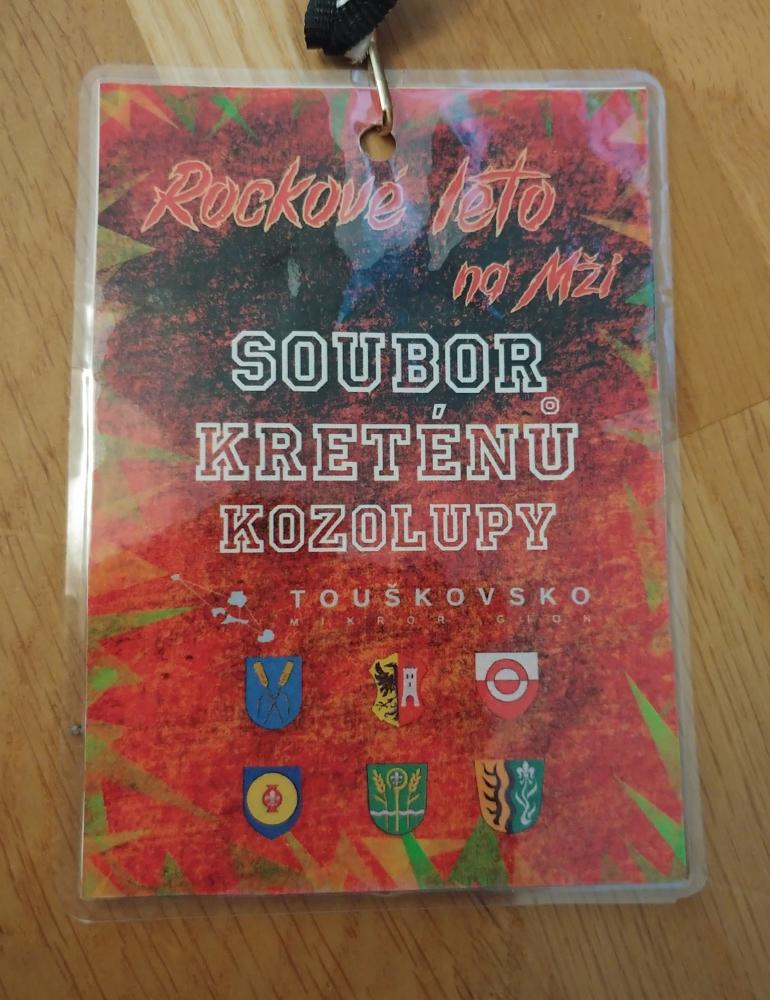 Rockové léto
na Mži
SOUBOR
KRETÉNŮ
KOZOLUPY
TOUŠKOVSKO
MIKROREGION